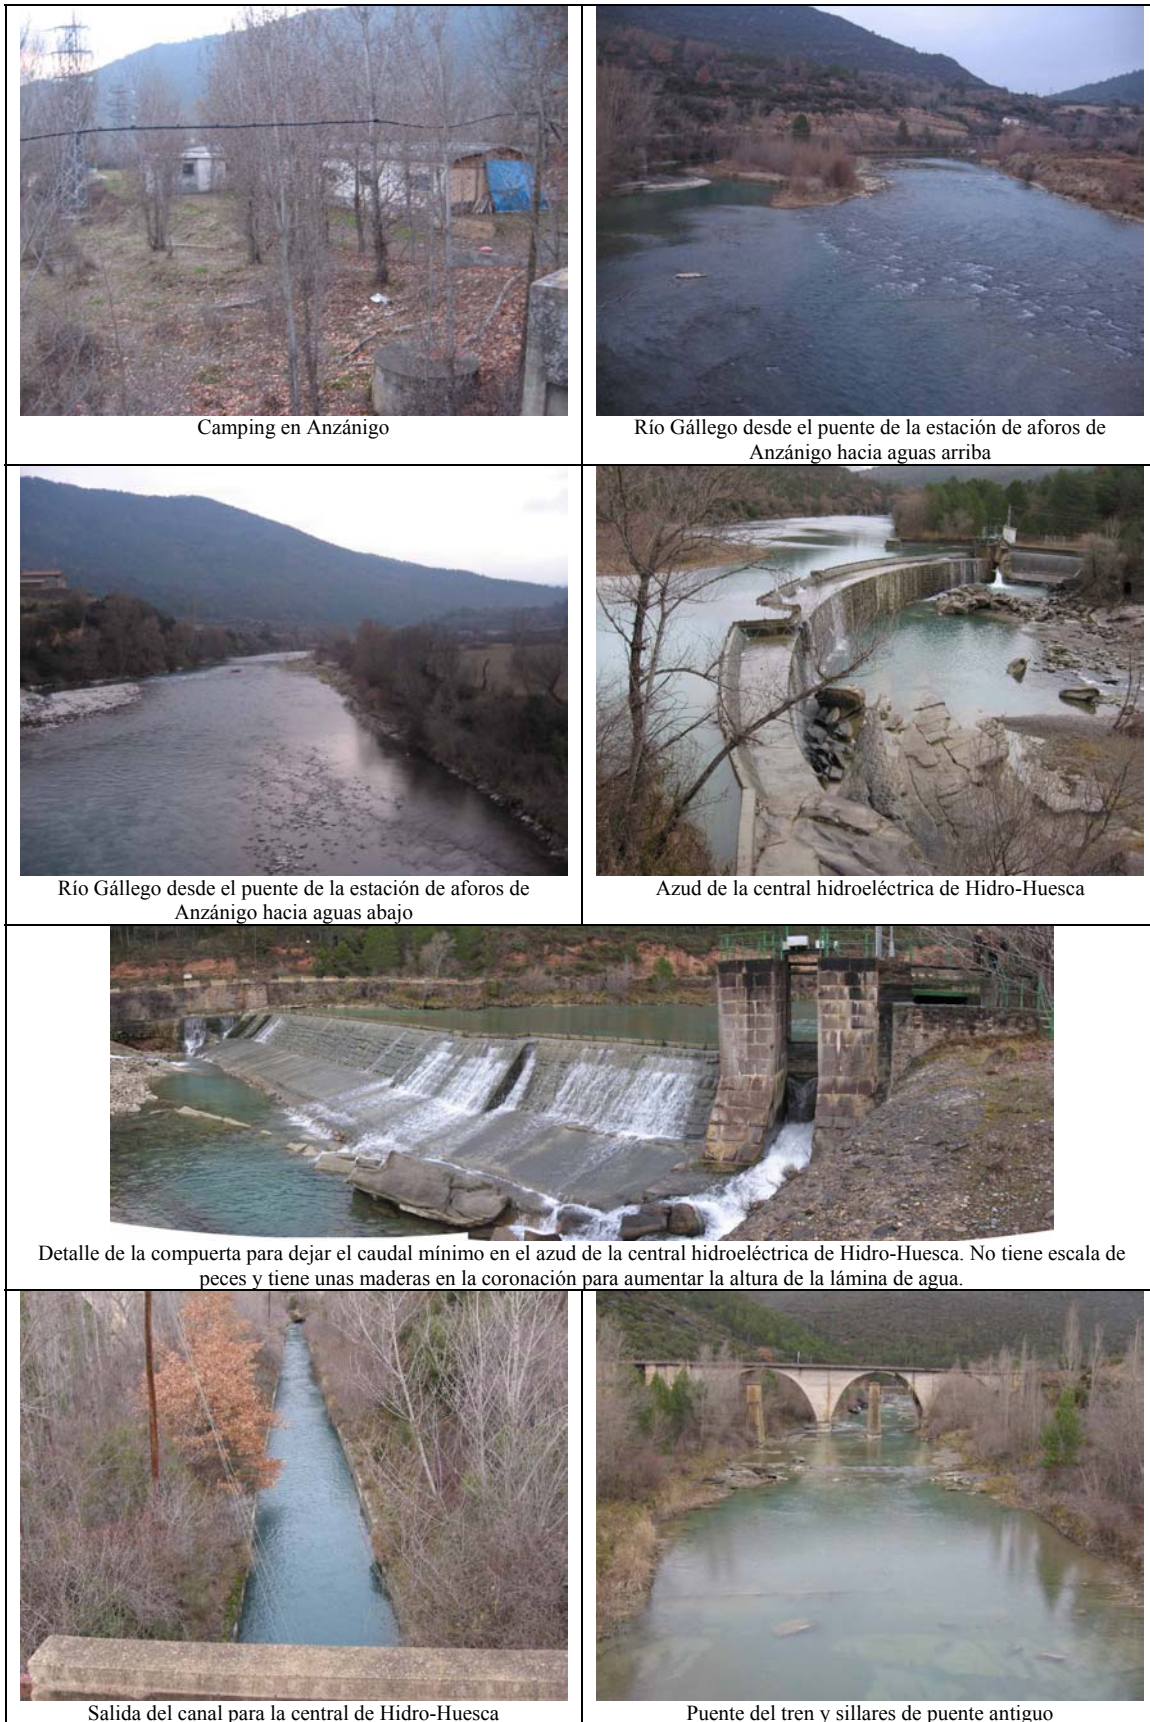 Camping en Anzánigo
Río Gállego desde el puente de la estación de aforos de
Anzánigo hacia aguas arriba
Río Gállego desde el puente de la estación de aforos de
Anzánigo hacia aguas abajo
Azud de la central hidroeléctrica de Hidro-Huesca
Detalle de la compuerta para dejar el caudal mínimo en el azud de la central hidroeléctrica de Hidro-Huesca. No tiene escala de
peces y tiene unas maderas en la coronación para aumentar la altura de la lámina de agua.
Salida del canal para la central de Hidro-Huesca
Puente del tren y sillares de puente antiguo